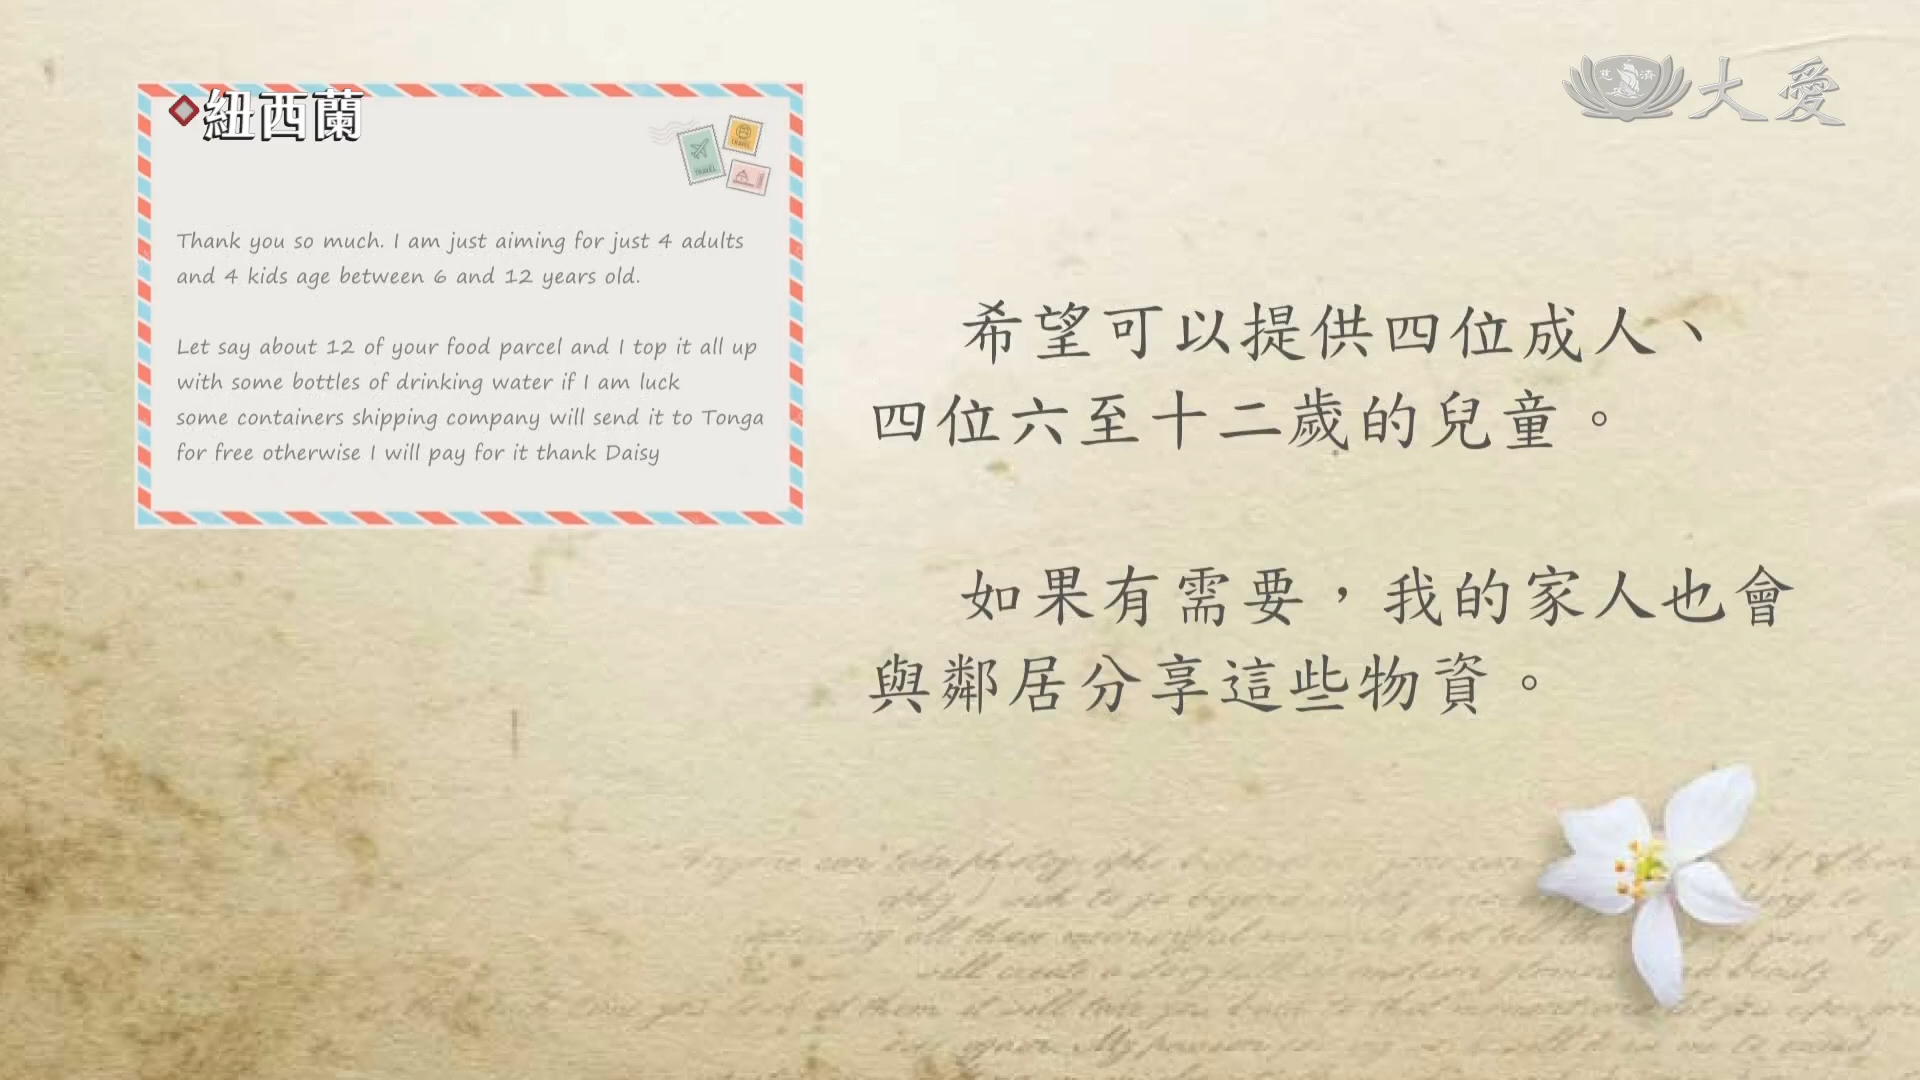 紐西蘭
TRAVEL
TRAVEL
Thank you so much. I am just aiming for just 4 adults
and 4 kids age between 6 and 12 years old.
Let say about 12 of your food parcel and I top it all up
with some bottles of drinking water if I am luck
some containers shipping company will send it to Tonga
for free otherwise I will pay for it thank Daisy
慈濟
大愛
希望可以提供四位成人、
四位六至十二歲的兒童。
如果有需要，我的家人也會
與鄰居分享這些物資。